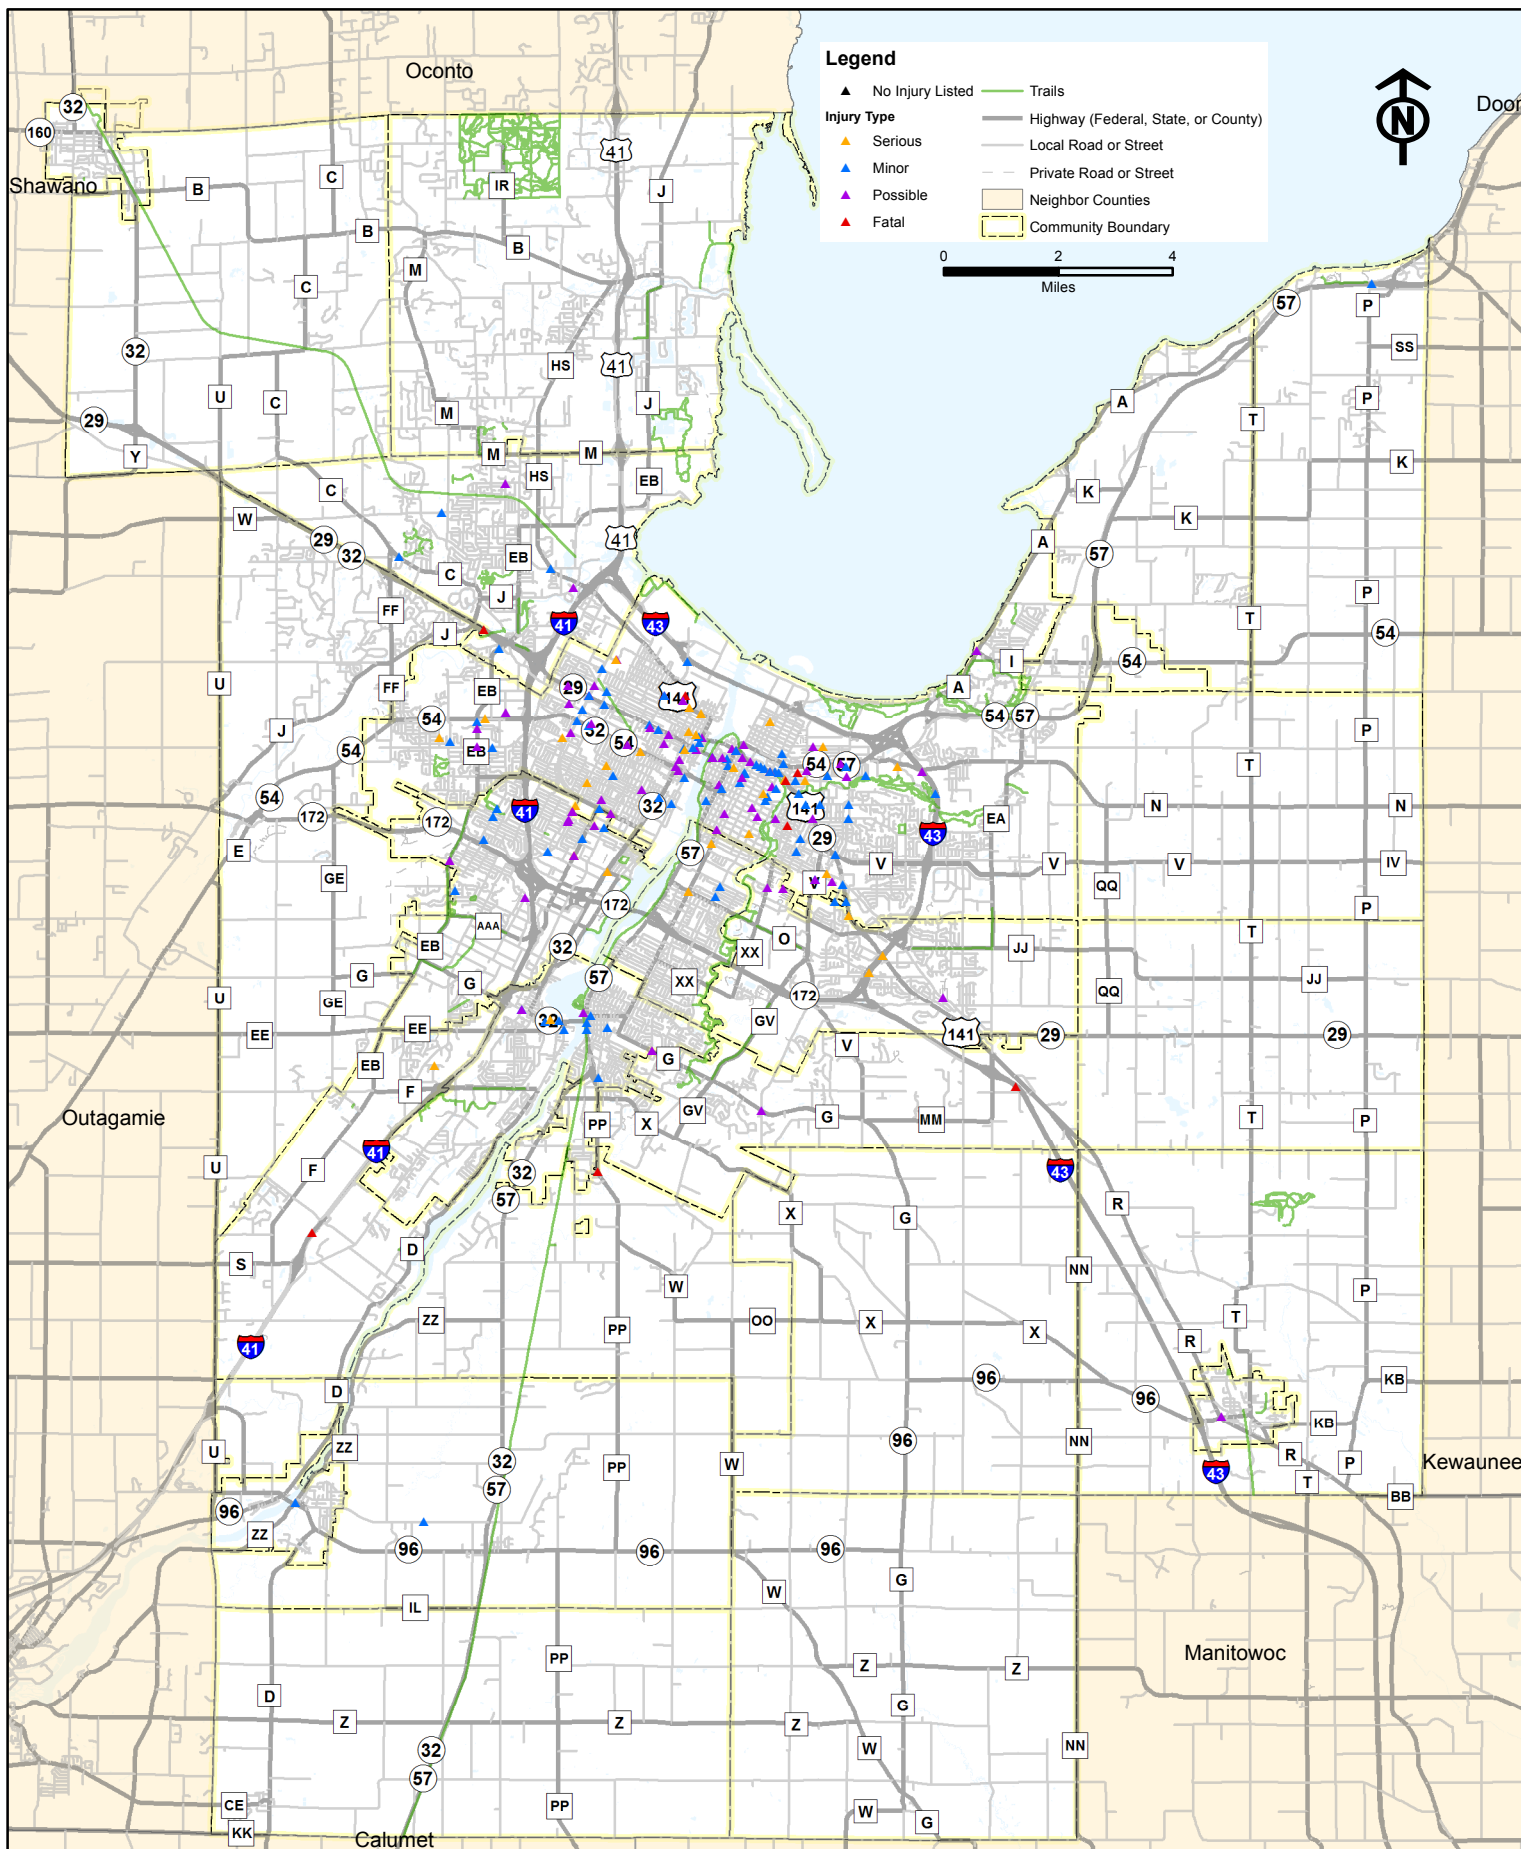 Oconto
Legend
No Injury Listed
Trails
Injury Type
Highway (Federal, State, or County)
Serious
Local Road or Street
Minor
Private Road or Street
Possible
Neighbor Counties
Fatal
Community Boundary
0 2 4
Miles
N
Door
32
160
41
Shawano
B
C
IR
J
B
B
M
C
57
P
32
SS
HS
41
U
C
M
J
A
T
P
29
Y
M
M
HS
EB
K
C
K
W
K
29
41
A
32
EB
57
C
FF
J
P
J
41
43
T
54
I
54
U
FF
EB
29
141
A
54
54
57
J
32
54
P
54
EB
54
57
T
54
41
32
141
N
N
172
172
EA
E
29
43
57
V
V
V
IV
GE
V
QQ
172
P
AAA
EB
32
O
T
XX
JJ
G
G
57
XX
JJ
U
GE
172
QQ
EE
EE
32
GV
141
29
29
EB
G
V
F
Outagamie
GV
G
MM
T
P
PP
X
41
U
F
32
43
57
R
X
G
D
S
NN
W
P
ZZ
PP
OO
X
X
T
41
R
96
KB
D
96
KB
U
ZZ
96
NN
R
32
PP
W
P
Kewaunee
57
43
T
BB
96
ZZ
96
96
96
G
W
IL
Manitowoc
PP
Z
Z
D
G
Z
Z
Z
32
W
NN
57
CE
PP
W
G
KK
Calumet